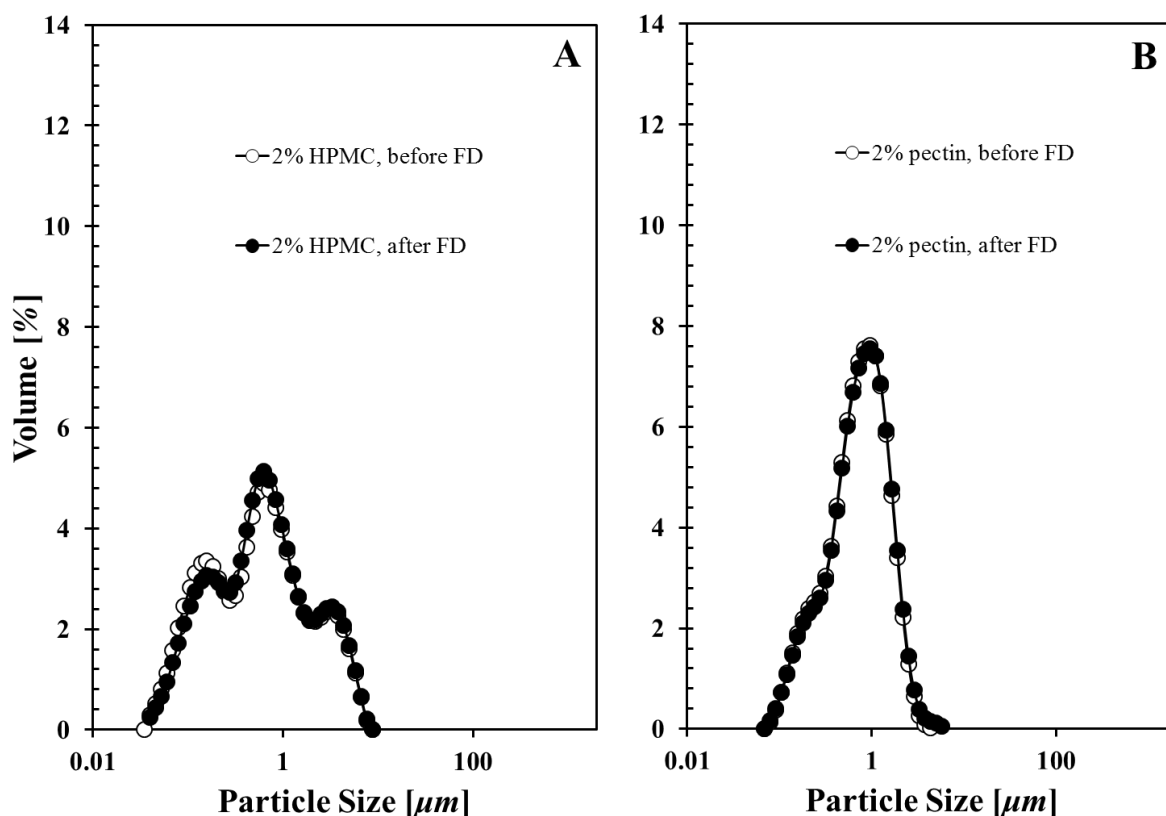 A
14
12
10
8
6
4
2
0
Volume [%]
2% HPMC, before FD
2% HPMC, after FD
0.01
1
100
Particle Size [μm]
B
14
12
10
8
6
4
2
0
2% pectin, before FD
2% pectin, after FD
0.01
1
100
Particle Size [μm]